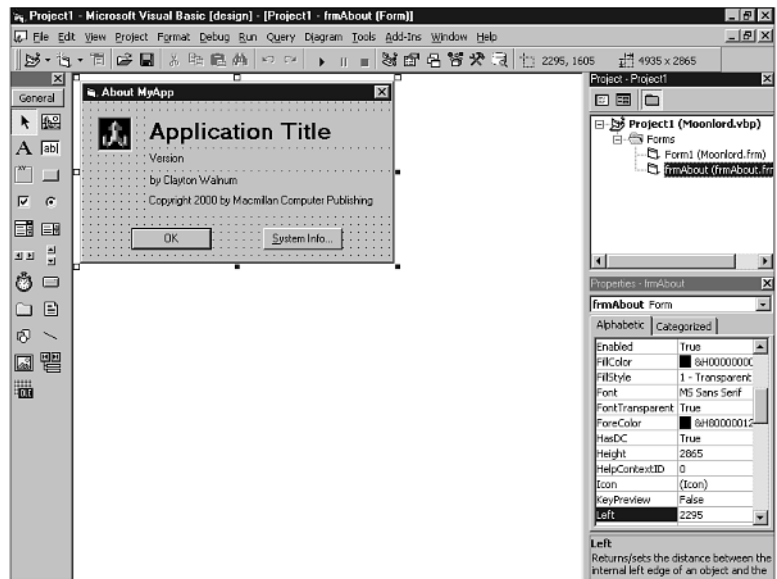 Project1 - Microsoft Visual Basic [design] - [Project1 - frmAbout (Form)]
File Edit View Project Format Debug Run Query Diagram Tools Add-Ins Window Help
2295, 1605 4935 x 2865
General
A
ab|
About MyApp
Application Title
Version
by Clayton Walnum
Copyright 2000 by Macmillan Computer Publishing
OK
System Info...
Project - Project1
Project1 (Moonlord.vbp)
Forms
Form1 (Moonlord.frm)
frmAbout (frmAbout.frm
Properties - frmAbout
frmAbout Form
Alphabetic Categorized
Enabled True
FillColor &H00000000
FillStyle 1 - Transparent
Font MS Sans Serif
FontTransparent True
ForeColor &H80000012
HasDC True
Height 2865
HelpContextID 0
Icon (Icon)
KeyPreview False
Left 2295
Left
Returns/sets the distance between the
internal left edge of an object and the